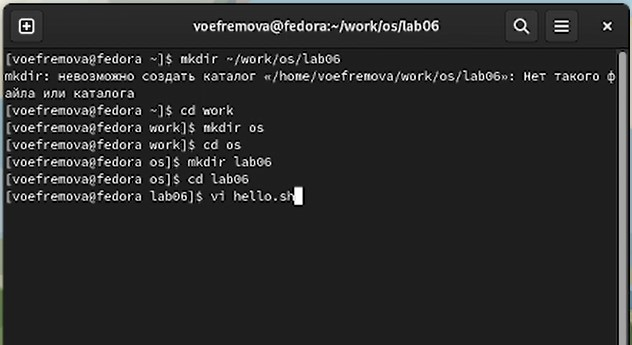 voefremova@fedora:~/work/os/lab06
[voefremova@fedora ~]$ mkdir ~/work/os/lab06
mkdir: невозможно создать каталог «/home/voefremova/work/os/lab06»: Нет такого ф
айла или каталога
[voefremova@fedora ~]$ cd work
[voefremova@fedora work]$ mkdir os
[voefremova@fedora work]$ cd os
[voefremova@fedora os]$ mkdir lab06
[voefremova@fedora os]$ cd lab06
[voefremova@fedora lab06]$ vi hello.sh